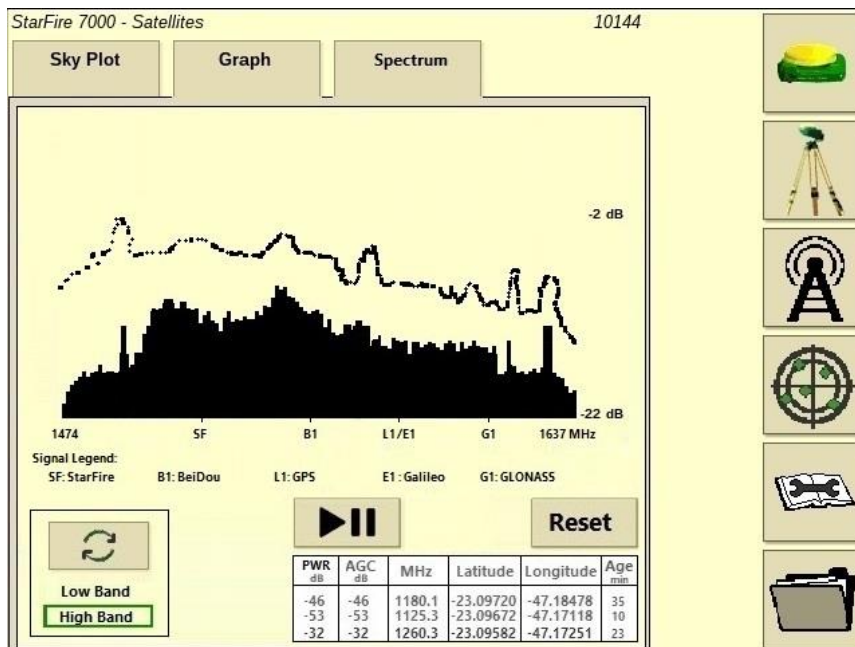 StarFire 7000 - Satellites 10144
Sky Plot Graph Spectrum
-2 dB
-22 dB
1474 SF B1 L1/E1 G1 1637 MHz
Signal Legend:
SF: StarFire B1: BeiDou L1: GPS E1 : Galileo G1: GLONASS
Reset
Low Band
High Band
PWR dB AGC dB MHz Latitude Longitude Age min
-46 -46 1180.1 -23.09720 -47.18478 35
-53 -53 1125.3 -23.09672 -47.17118 10
-32 -32 1260.3 -23.09582 -47.17251 23